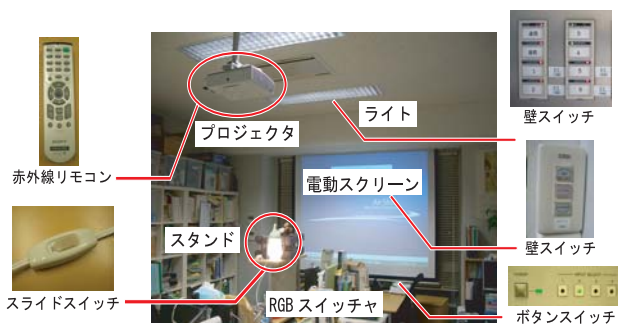 プロジェクタ
ライト
壁スイッチ
赤外線リモコン
電動スクリーン
スタンド
壁スイッチ
スライドスイッチ
RGB スイッチャ
ボタンスイッチ